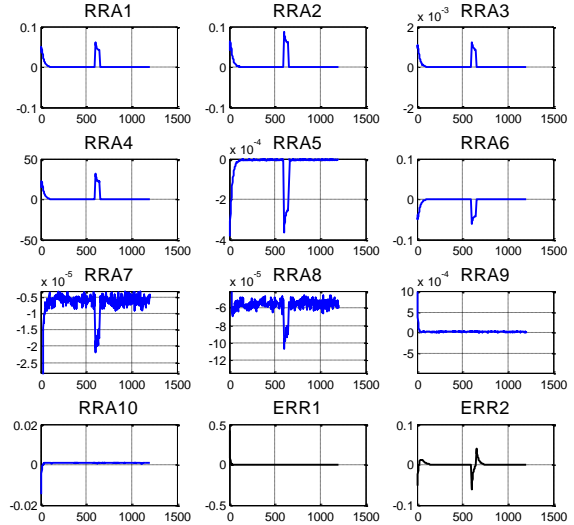 RRA1 RRA2 RRA3
x 10-3
0.1 0.1 2
0 0 0
-0.1 -0.1 -2
0 500 1000 1500 0 500 1000 1500 0 500 1000 1500
RRA4 RRA5 RRA6
x 10-4
50 0 0.1
0 -2 0
-50 -4 -0.1
0 500 1000 1500 0 500 1000 1500 0 500 1000 1500
RRA7 RRA8 RRA9
x 10-5 x 10-5 x 10-4
-0.5 -6 10
-1 -8 5
-1.5 -10 0
-2 -12 -5
-2.5
0 500 1000 1500 0 500 1000 1500 0 500 1000 1500
RRA10 ERR1 ERR2
0.02 0.5 0.1
0 0 0
-0.02 -0.5 -0.1
0 500 1000 1500 0 500 1000 1500 0 500 1000 1500